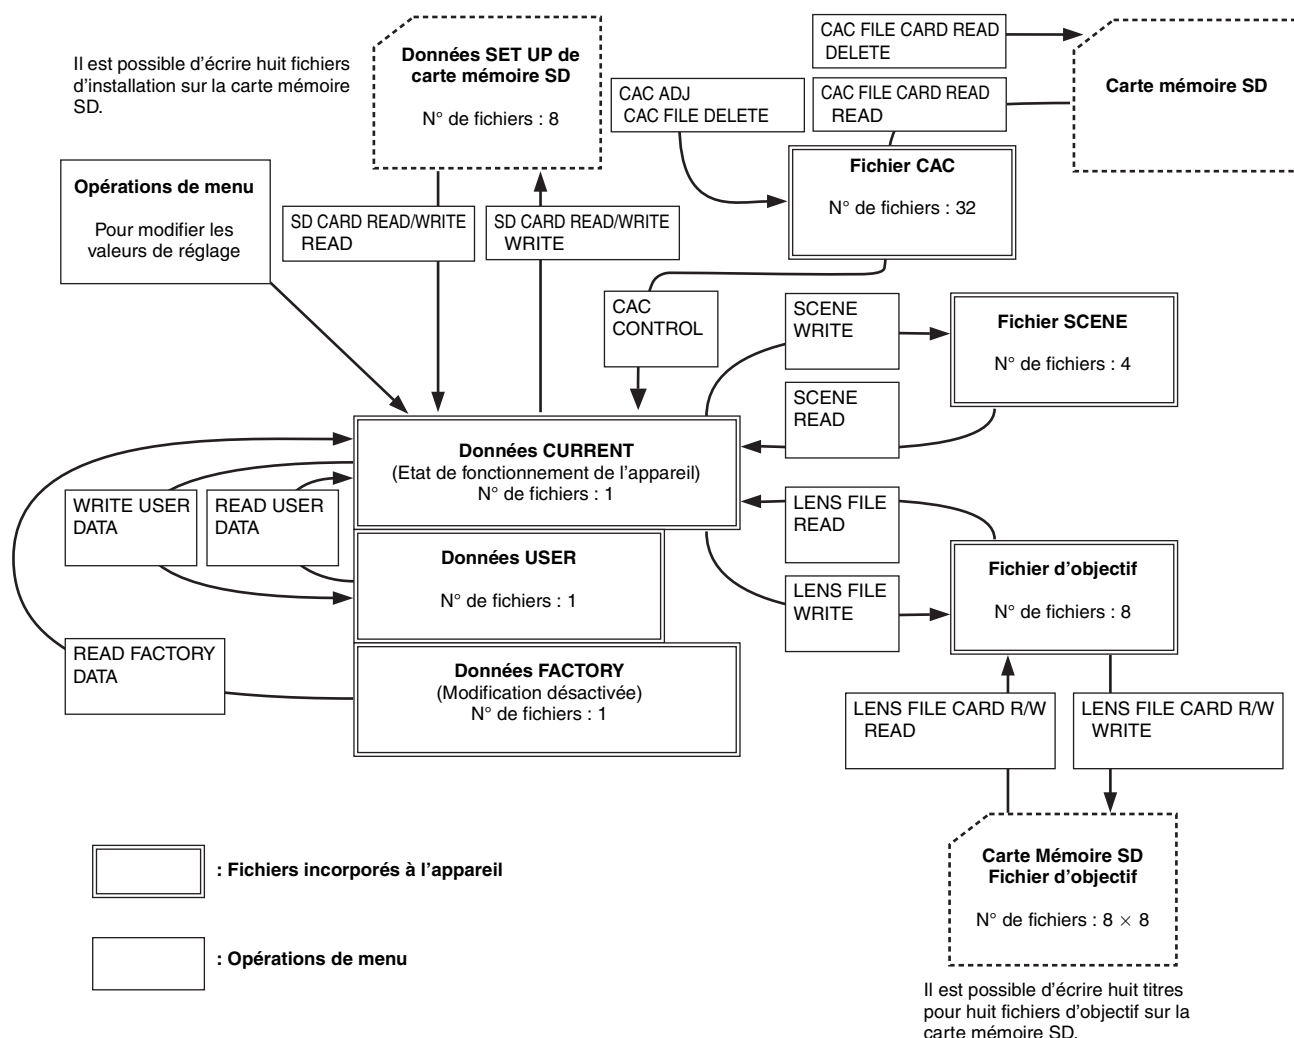 Il est possible d'écrire huit fichiers
d'installation sur la carte mémoire
SD.
Données SET UP de
carte mémoire SD
N° de fichiers : 8
CAC FILE CARD READ
DELETE
Carte mémoire SD
CAC ADJ
CAC FILE DELETE
CAC FILE CARD READ
READ
Fichier CAC
N° de fichiers : 32
Opérations de menu
Pour modifier les
valeurs de réglage
SD CARD READ/WRITE
READ
SD CARD READ/WRITE
WRITE
CAC
CONTROL
SCENE
WRITE
Fichier SCENE
N° de fichiers : 4
SCENE
READ
Données CURRENT
(Etat de fonctionnement de l'appareil)
N° de fichiers : 1
WRITE USER
DATA
READ USER
DATA
LENS FILE
READ
Données USER
N° de fichiers : 1
LENS FILE
WRITE
Fichier d'objectif
N° de fichiers : 8
READ FACTORY
DATA
Données FACTORY
(Modification désactivée)
N° de fichiers : 1
LENS FILE CARD R/W
READ
LENS FILE CARD R/W
WRITE
: Fichiers incorporés à l'appareil
Carte Mémoire SD
Fichier d'objectif
N° de fichiers : 8 × 8
: Opérations de menu
Il est possible d'écrire huit titres
pour huit fichiers d'objectif sur la
carte mémoire SD.